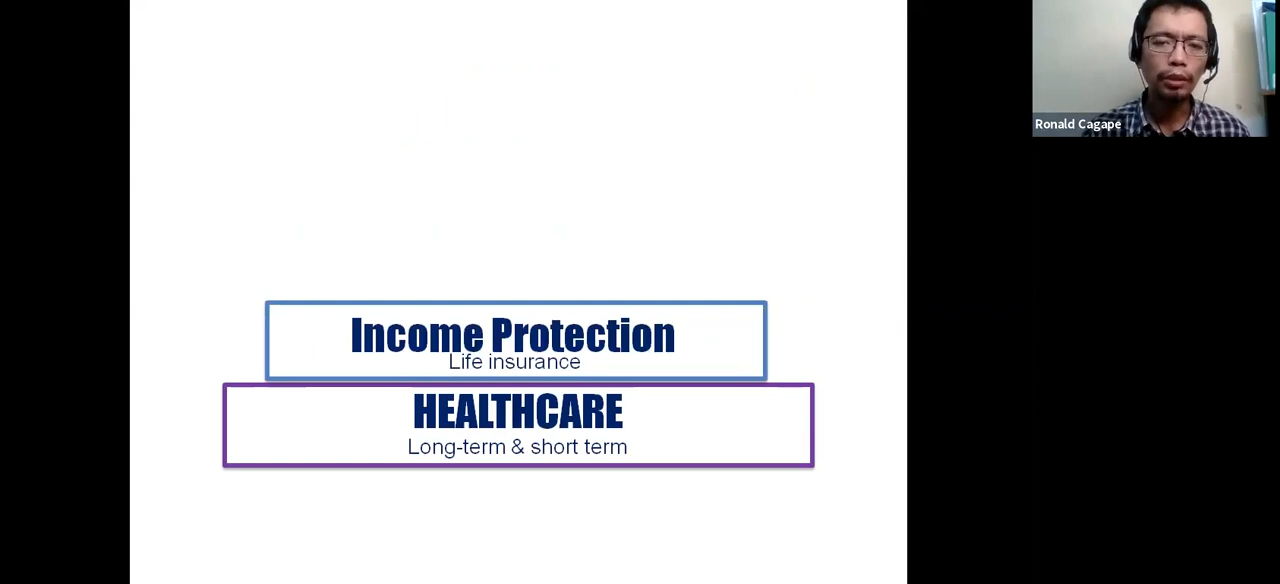 Ronald Cagape
Income Protection
Life insurance
HEALTHCARE
Long-term & short term